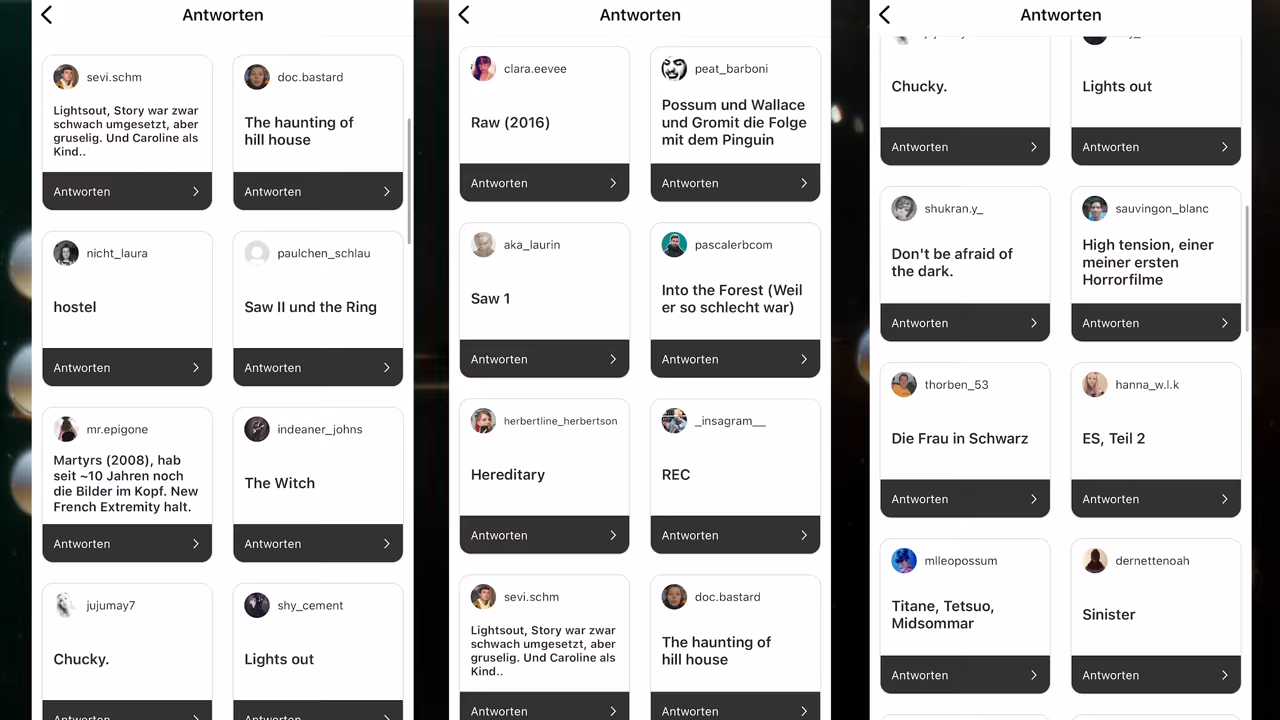 Antworten
sevi.schm
Lightsout, Story war zwar
schwach umgesetzt, aber
gruselig. Und Caroline als
Kind..
Antworten
doc.bastard
The haunting of
hill house
Antworten
nicht_laura
hostel
Antworten
paulchen_schlau
Saw II und the Ring
Antworten
mr.epigone
Martyrs (2008), hab
seit ~10 Jahren noch
die Bilder im Kopf. New
French Extremity halt.
Antworten
indeaner_johns
The Witch
Antworten
jujumay7
Chucky.
Antworten
shy_cement
Lights out
Antworten
Antworten
clara.eevee
Raw (2016)
Antworten
peat_barboni
Possum und Wallace
und Gromit die Folge
mit dem Pinguin
Antworten
aka_laurin
Saw 1
Antworten
pascalerbcom
Into the Forest (Weil
er so schlecht war)
Antworten
herbertline_herbertson
Hereditary
Antworten
_insagram__
REC
Antworten
sevi.schm
Lightsout, Story war zwar
schwach umgesetzt, aber
gruselig. Und Caroline als
Kind..
Antworten
doc.bastard
The haunting of
hill house
Antworten
Antworten
Chucky.
Antworten
Lights out
Antworten
shukran.y_
Don't be afraid of
the dark.
Antworten
sauvingon_blanc
High tension, einer
meiner ersten
Horrorfilme
Antworten
thorben_53
Die Frau in Schwarz
Antworten
hanna_w.l.k
ES, Teil 2
Antworten
mlleopossum
Titane, Tetsuo,
Midsommar
Antworten
dernettenoah
Sinister
Antworten